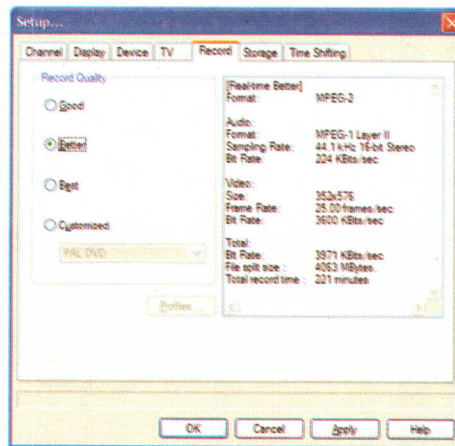 Setup...
Channel Display Device TV Record Storage Time Shifting
Record Quality
Good
Better
Best
Customized
PAL DVD
Profiles...
[Real-time Better]
Format: MPEG-2
Audio:
Format: MPEG-1 Layer II
Sampling Rate: 44.1 kHz 16-bit Stereo
Bit Rate: 224 KBits/sec
Video:
Size: 352x576
Frame Rate: 25.00 frames/sec
Bit Rate: 3600 KBits/sec
Total:
Bit Rate: 3971 KBits/sec
File split size : 4063 MBytes
Total record time : 221 minutes
OK Cancel Apply Help